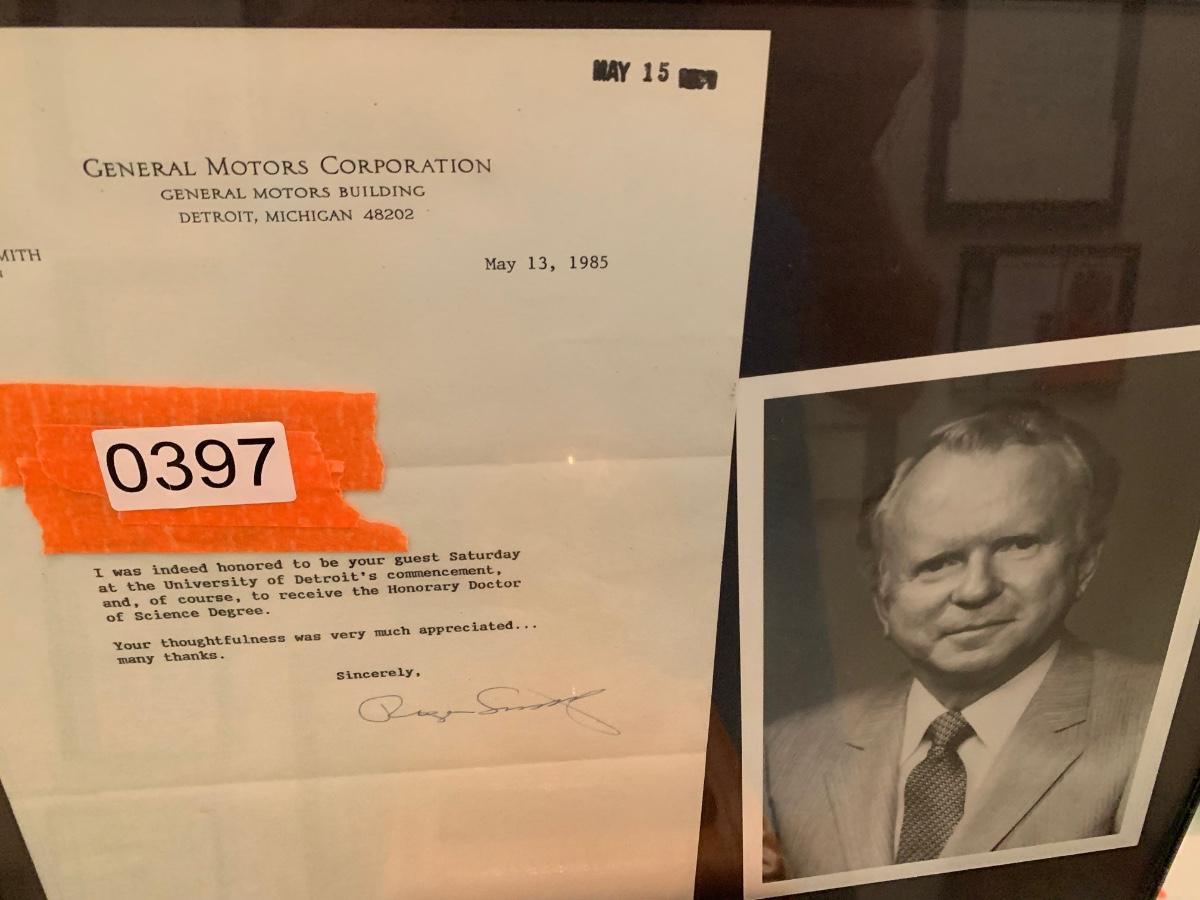 MAY 15
GENERAL MOTORS CORPORATION
GENERAL MOTORS BUILDING
DETROIT, MICHIGAN 48202
MITH
May 13, 1985
0397
I was indeed honored to be your guest Saturday
at the University of Detroit's commencement,
and, of course, to receive the Honorary Doctor
of Science Degree.
Your thoughtfulness was very much appreciated...
many thanks.
Sincerely,
Roger Smith